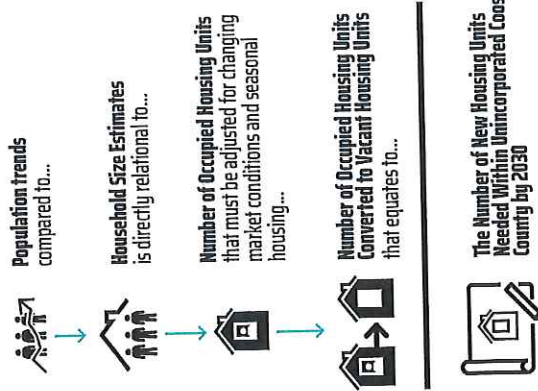 Population trends
compared to...
Household Size Estimates
is directly relational to...
Number of Occupied Housing Units
that must be adjusted for changing
market conditions and seasonal
housing...
Number of Occupied Housing Units
Converted to Vacant Housing Units
that equates to...
The Number of New Housing Units
Needed Within Unincorporated Coos
County by 2030